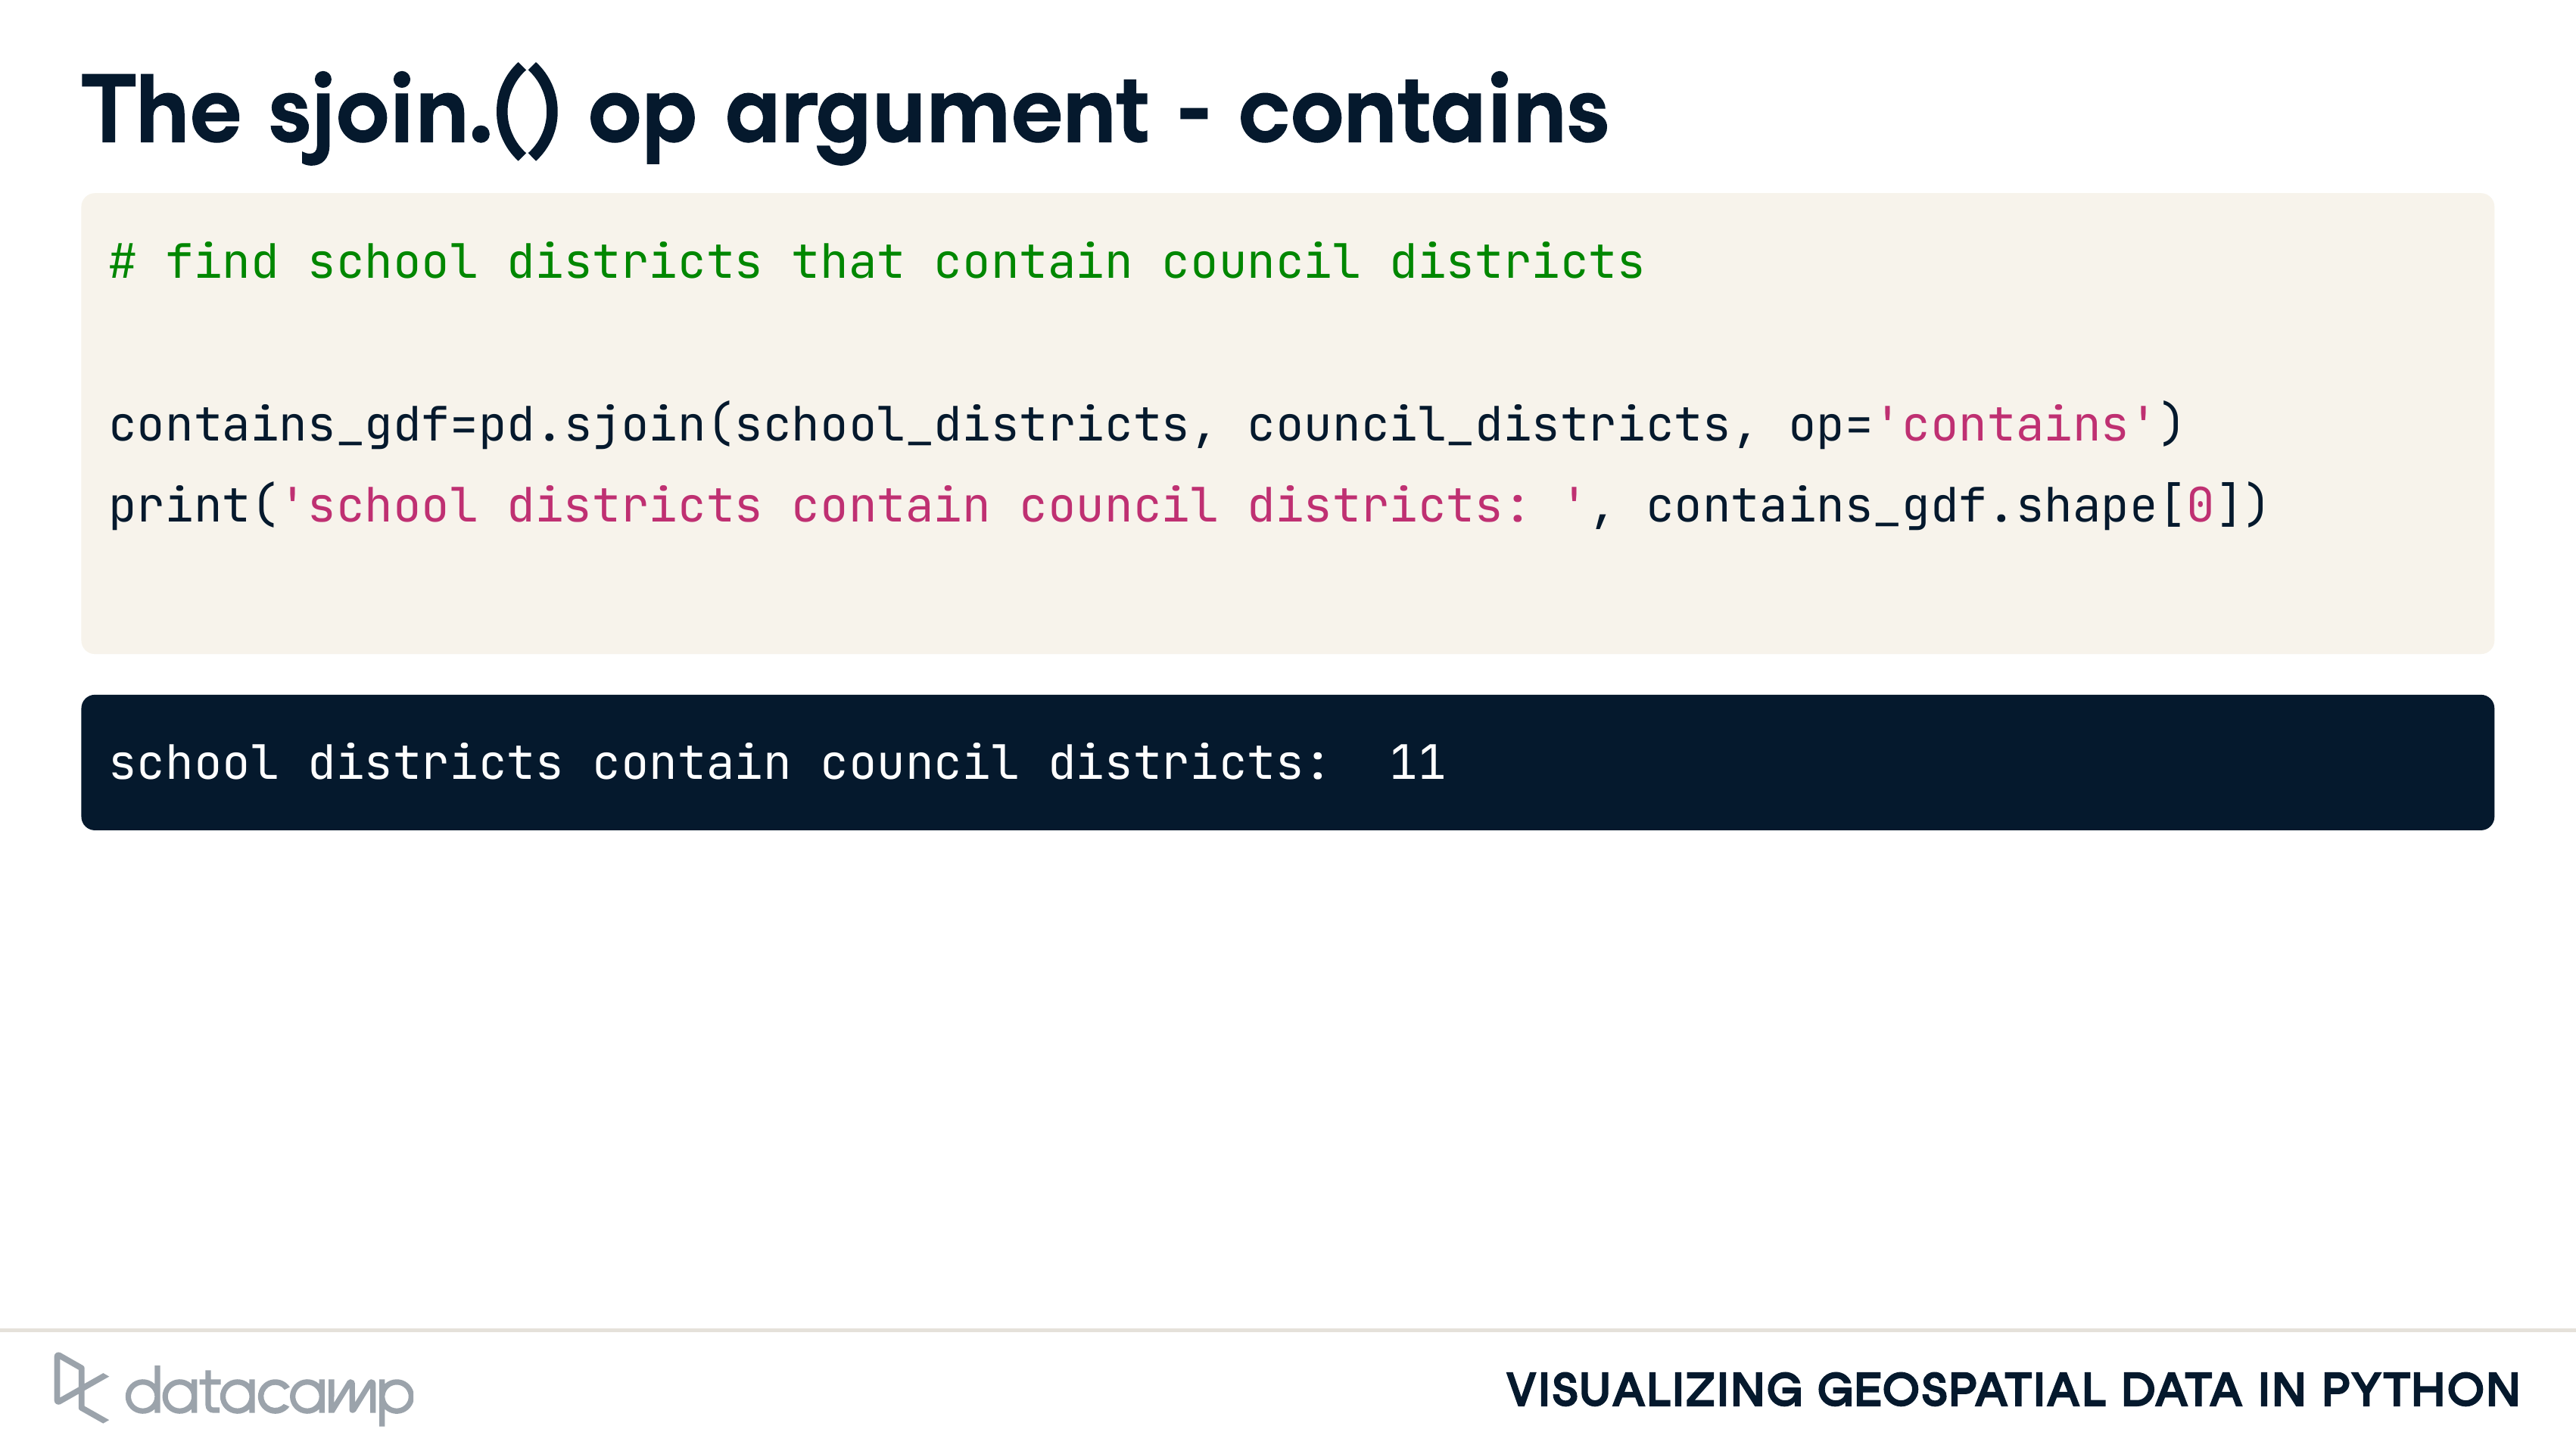 The sjoin.() op argument - contains
# find school districts that contain council districts
contains_gdf=pd.sjoin(school_districts, council_districts, op='contains')
print('school districts contain council districts: ', contains_gdf.shape[0])
school districts contain council districts:  11
datacamp
VISUALIZING GEOSPATIAL DATA IN PYTHON